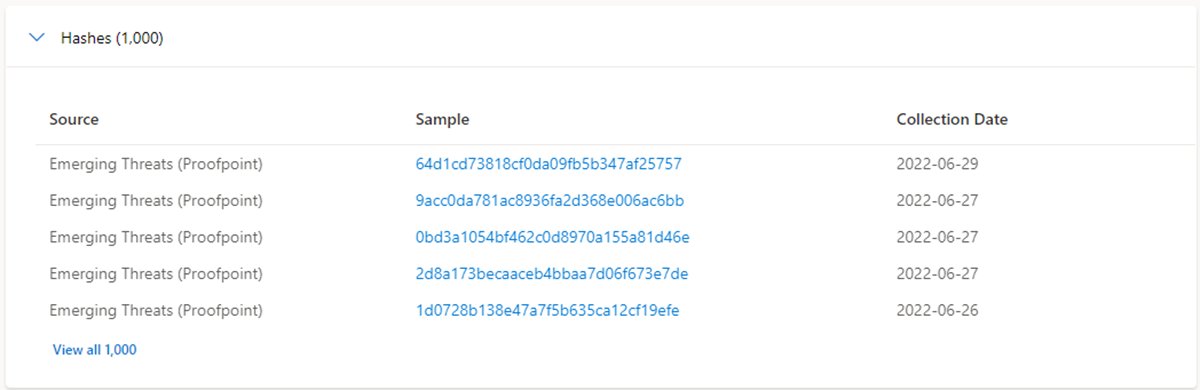 Hashes (1,000)
Source Sample Collection Date
Emerging Threats (Proofpoint) 64d1cd73818cf0da09fb5b347af25757 2022-06-29
Emerging Threats (Proofpoint) 9acc0da781ac8936fa2d368e006ac6bb 2022-06-27
Emerging Threats (Proofpoint) 0bd3a1054bf462c0d8970a155a81d46e 2022-06-27
Emerging Threats (Proofpoint) 2d8a173becaaceb4bbaa7d06f673e7de 2022-06-27
Emerging Threats (Proofpoint) 1d0728b138e47a7f5b635ca12cf19efe 2022-06-26
View all 1,000